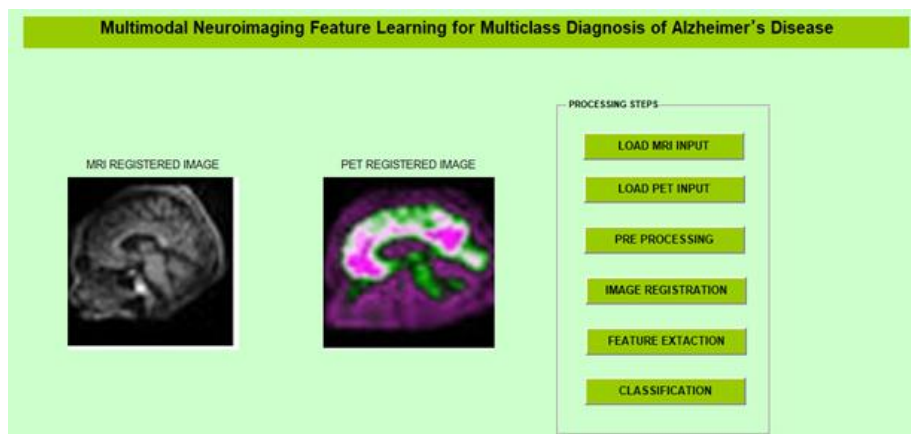 Multimodal Neuroimaging Feature Learning for Multiclass Diagnosis of Alzheimer's Disease
PROCESSING STEPS
MRI REGISTERED IMAGE
PET REGISTERED IMAGE
LOAD MRI INPUT
LOAD PET INPUT
PRE PROCESSING
IMAGE REGISTRATION
FEATURE EXTACTION
CLASSIFICATION